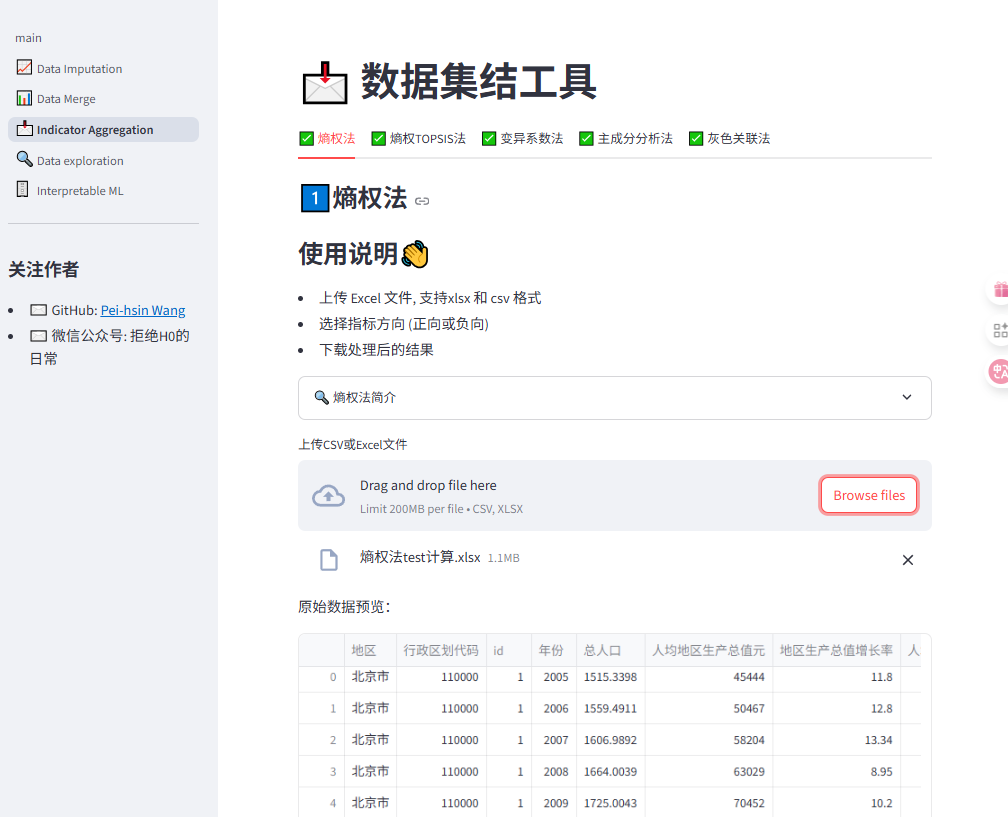 main
Data Imputation
Data Merge
Indicator Aggregation
Data exploration
Interpretable ML
关注作者
GitHub: Pei-hsin Wang
微信公众号: 拒绝H0的
日常
数据集结工具
熵权法 熵权TOPSIS法 变异系数法 主成分分析法 灰色关联法
1 熵权法
使用说明
上传 Excel 文件, 支持xlsx 和 csv 格式
选择指标方向 (正向或负向)
下载处理后的结果
熵权法简介
上传CSV或Excel文件
Drag and drop file here
Limit 200MB per file • CSV, XLSX
Browse files
熵权法test计算.xlsx 1.1MB
原始数据预览：
地区 行政区划代码 id 年份 总人口 人均地区生产总值元 地区生产总值增长率 人
0 北京市 110000 1 2005 1515.3398 45444 11.8
1 北京市 110000 1 2006 1559.4911 50467 12.8
2 北京市 110000 1 2007 1606.9892 58204 13.34
3 北京市 110000 1 2008 1664.0039 63029 8.95
4 北京市 110000 1 2009 1725.0043 70452 10.2
中A